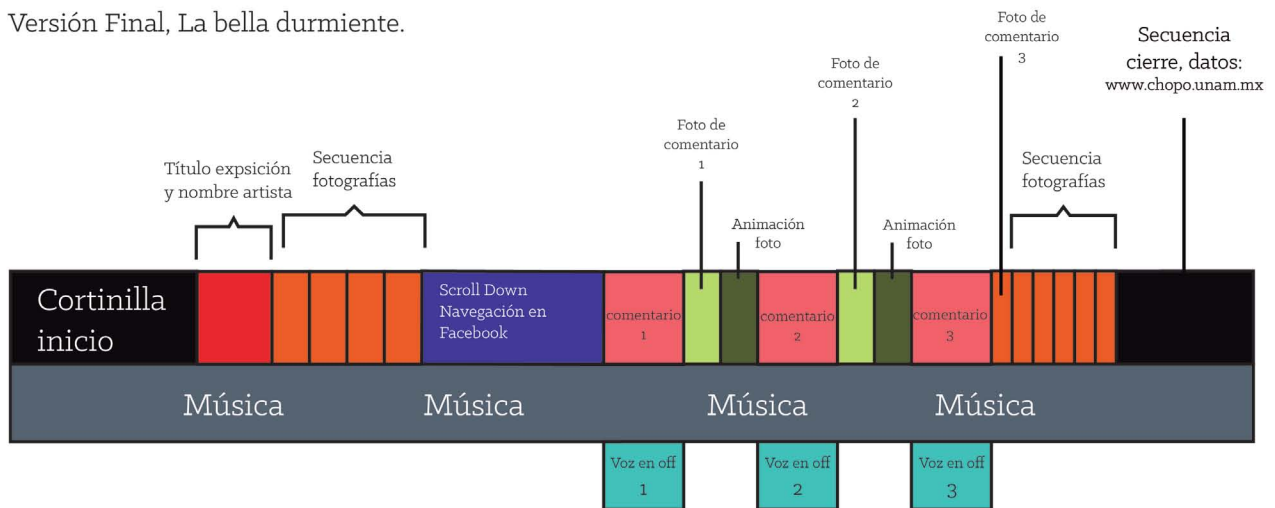 Versión Final, La bella durmiente.
Foto de
comentario
3
Secuencia
cierre, datos:
www.chopo.unam.mx
Foto de
comentario
2
Foto de
comentario
1
Título expsición
y nombre artista
Secuencia
fotografías
Animación
foto
Animación
foto
Secuencia
fotografías
Cortinilla
inicio
Scroll Down
Navegación en
Facebook
comentario
1
comentario
2
comentario
3
Música
Música
Música
Música
Voz en off
1
Voz en off
2
Voz en off
3